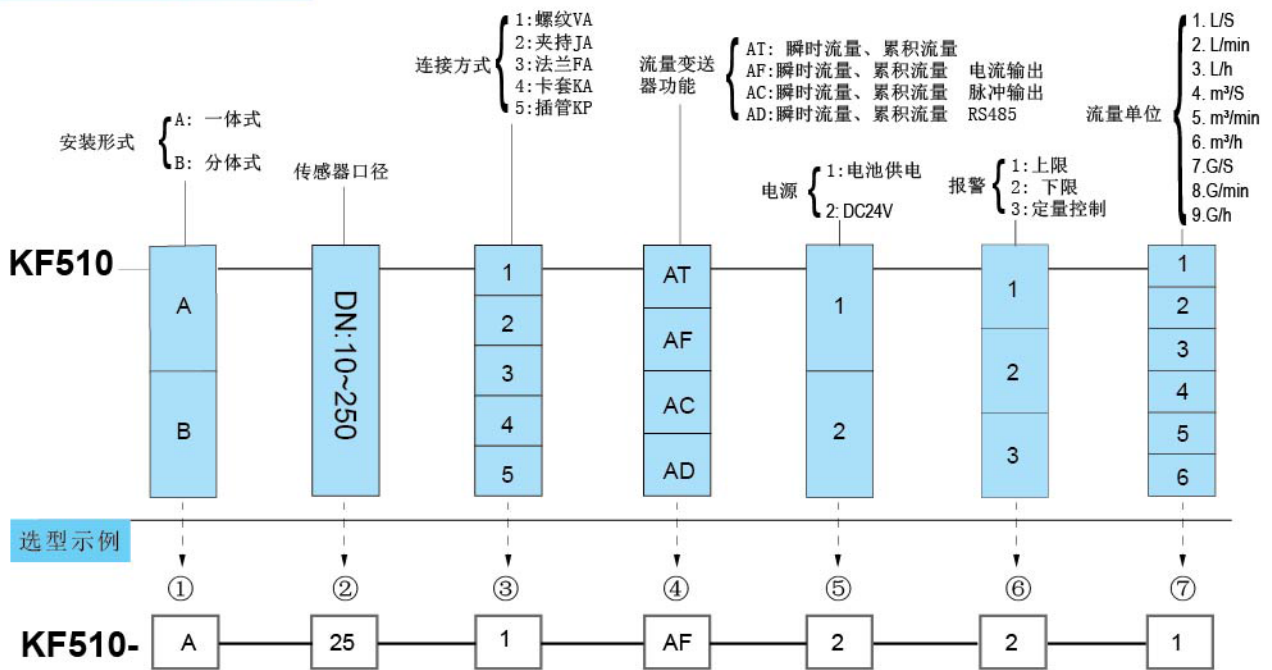 安装形式
A: 一体式
B: 分体式
传感器口径
连接方式
1:螺纹VA
2:夹持JA
3:法兰FA
4:卡套KA
5:插管KP
流量变送
器功能
AT: 瞬时流量、累积流量
AF:瞬时流量、累积流量 电流输出
AC:瞬时流量、累积流量 脉冲输出
AD:瞬时流量、累积流量 RS485
电源
1:电池供电
2:DC24V
报警
1:上限
2: 下限
3:定量控制
流量单位
1. L/S
2. L/min
3. L/h
4. m³/S
5. m³/min
6. m³/h
7.G/S
8.G/min
9.G/h
KF510
A
B
DN:10~250
1
2
3
4
5
AT
AF
AC
AD
1
2
1
2
3
1
2
3
4
5
6
选型示例
① ② ③ ④ ⑤ ⑥ ⑦
KF510- A 25 1 AF 2 2 1